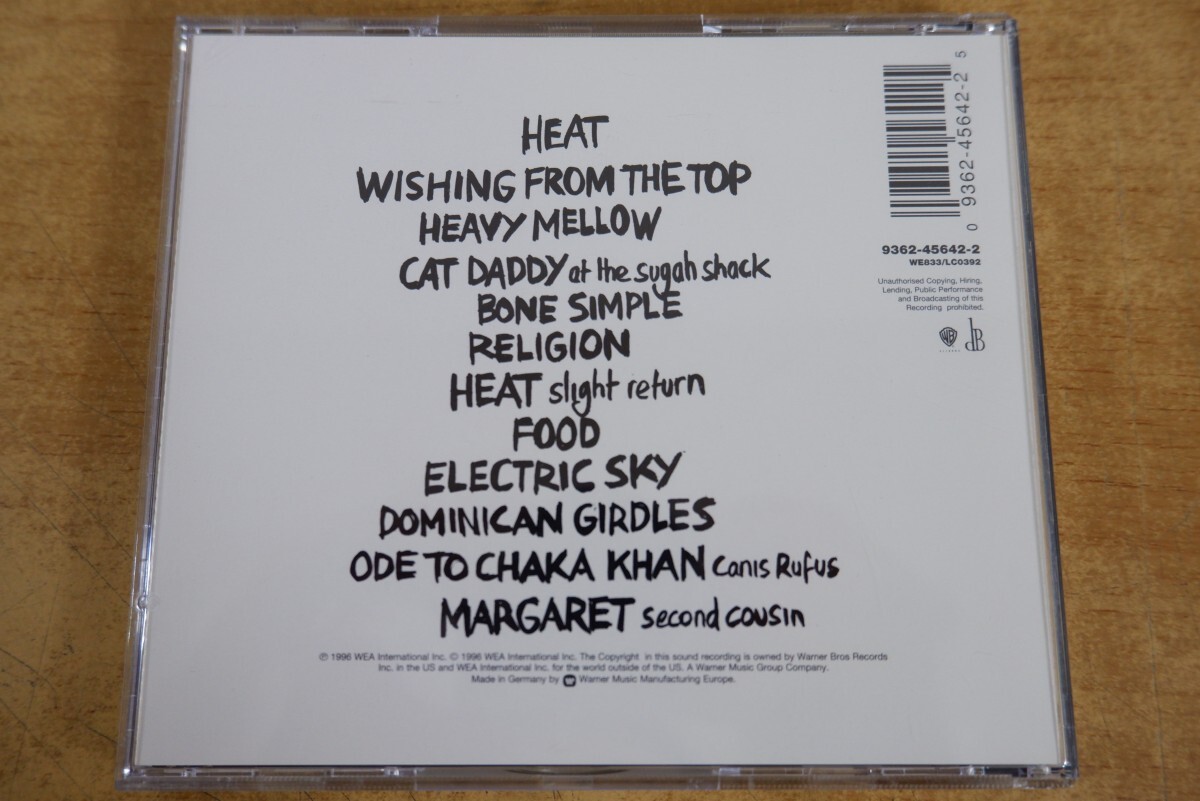 HEAT
WISHING FROM THE TOP
HEAVY MELLOW
CAT DADDY at the sugah shack
BONE SIMPLE
RELIGION
HEAT slight return
FOOD
ELECTRIC SKY
DOMINICAN GIRDLES
ODE TO CHAKA KHAN Canis Rufus
MARGARET second cousin
℗ 1996 WEA International Inc. © 1996 WEA International Inc. The Copyright in this sound recording is owned by Warner Bros Records
Inc. in the US and WEA International Inc. for the world outside of the US. A Warner Music Group Company.
Made in Germany by Warner Music Manufacturing Europe.
0 9362-45642-2 5
9362-45642-2
WE833/LC0392
Unauthorised Copying, Hiring,
Lending, Public Performance
and Broadcasting of this
Recording prohibited.
WB
dB